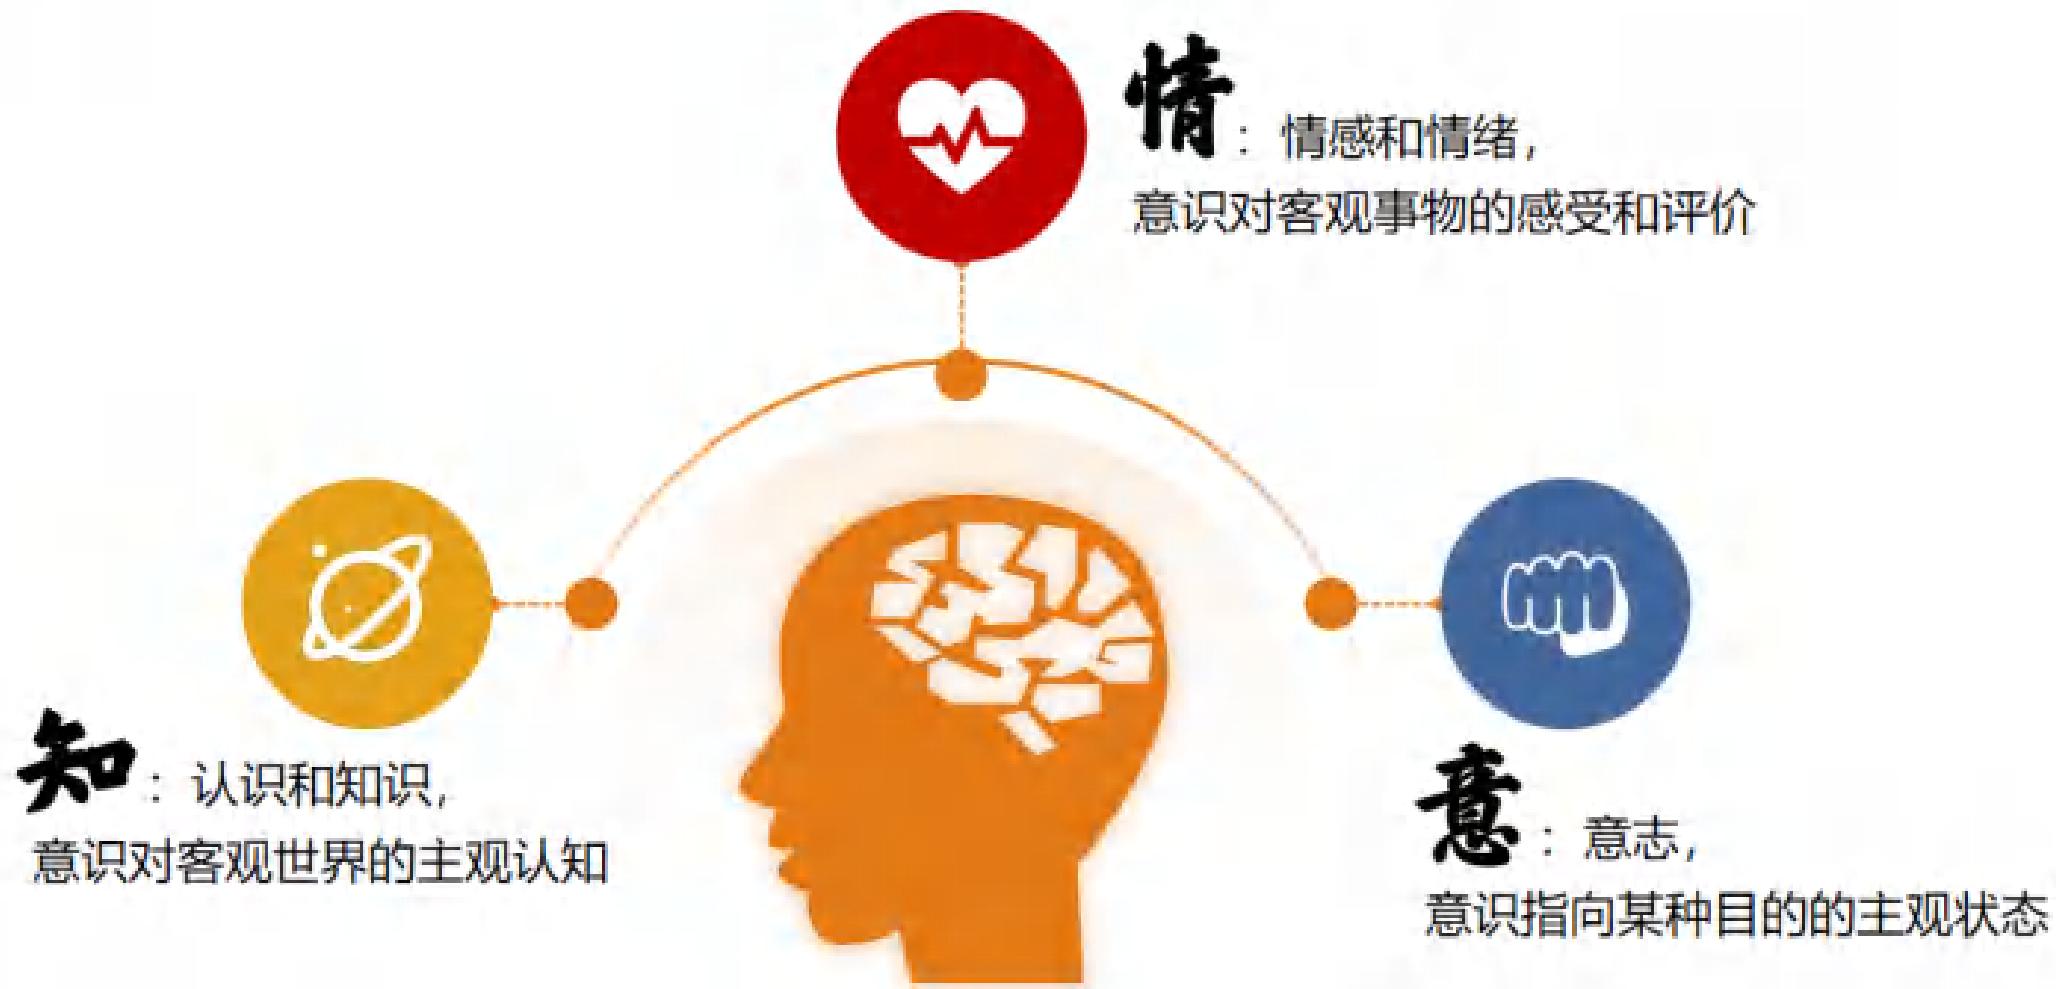 情：情感和情绪，
意识对客观事物的感受和评价
知：认识和知识，
意识对客观世界的主观认知
意：意志，
意识指向某种目的的主观状态